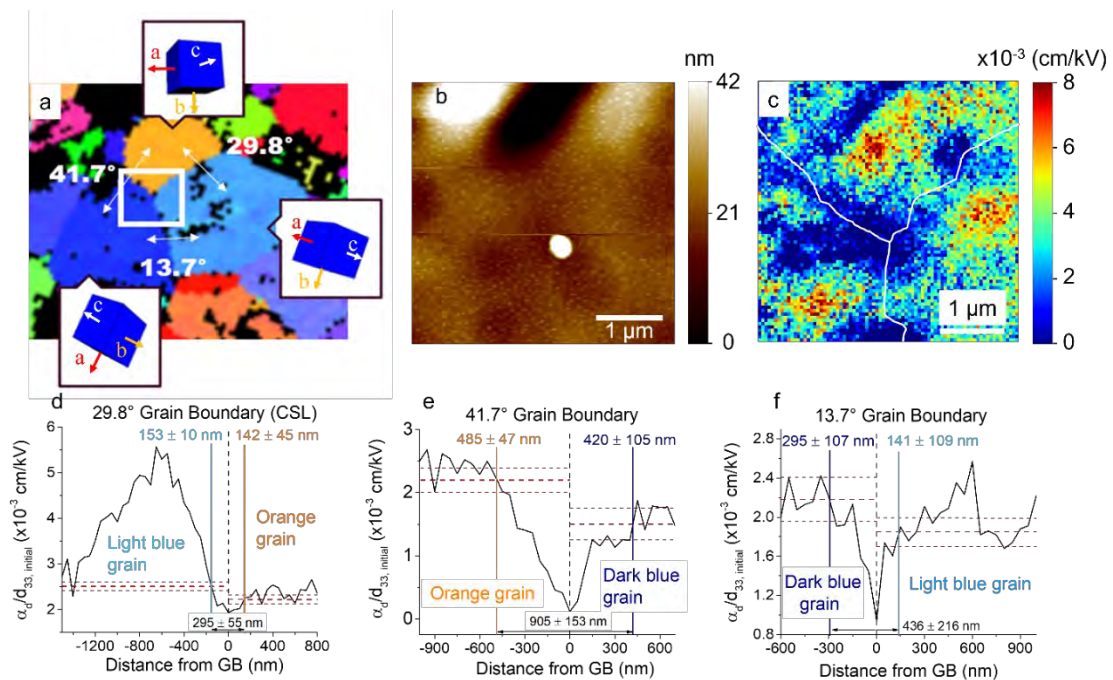 a
c
a
b
29.8°
41.7°
a
c
b
13.7°
c
b
a
b
nm
42
21
0
1 μm
x10⁻³ (cm/kV)
c
8
6
4
2
0
1 μm
d
29.8° Grain Boundary (CSL)
153 ± 10 nm
142 ± 45 nm
Light blue
grain
Orange
grain
295 ± 55 nm
6
5
4
3
2
αd/d33, initial (x10⁻³ cm/kV)
-1200
-800
-400
0
400
800
Distance from GB (nm)
e
41.7° Grain Boundary
485 ± 47 nm
420 ± 105 nm
Orange grain
Dark blue
grain
905 ± 153 nm
3
2
1
0
αd/d33, initial (x10⁻³ cm/kV)
-900
-600
-300
0
300
600
Distance from GB (nm)
f
13.7° Grain Boundary
295 ± 107 nm
141 ± 109 nm
Dark blue
grain
Light blue grain
436 ± 216 nm
2.8
2.4
2.0
1.6
1.2
0.8
αd/d33, initial (x10⁻³ cm/kV)
-600
-300
0
300
600
900
Distance from GB (nm)